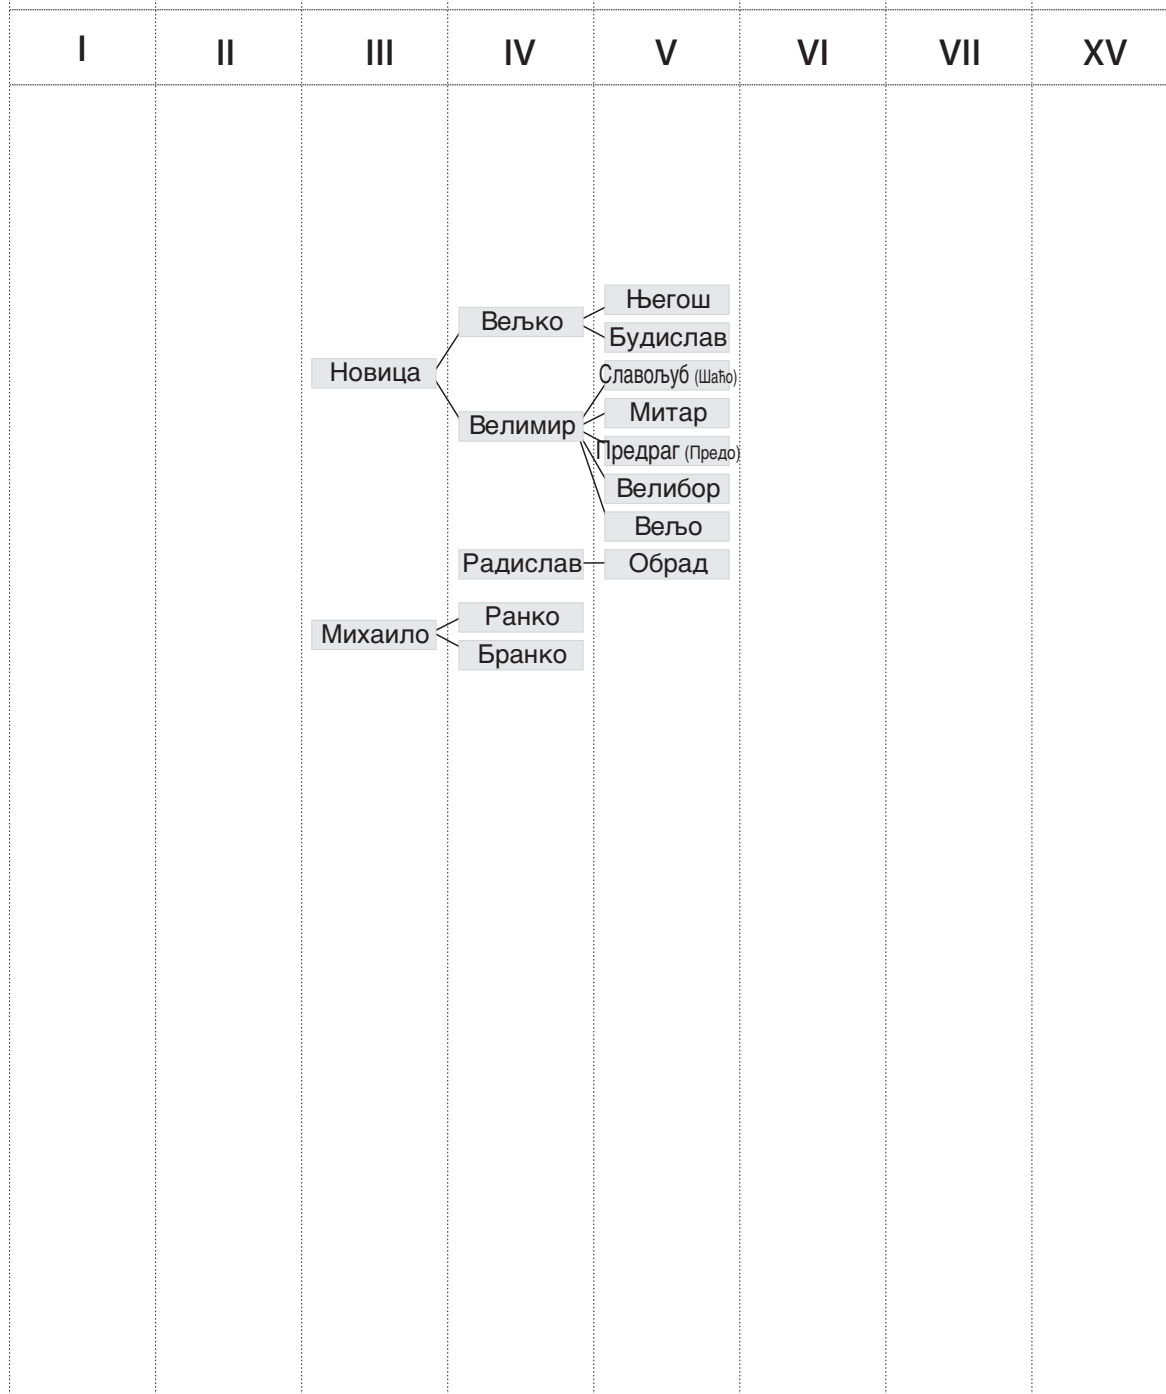 I II III IV V VI VII XV
Његош
Вељко
Будислав
Новица
Славољуб (Шаћо)
Митар
Велимир
Предраг (Предо)
Велибор
Вељо
Радислав Обрад
Ранко
Михаило
Бранко